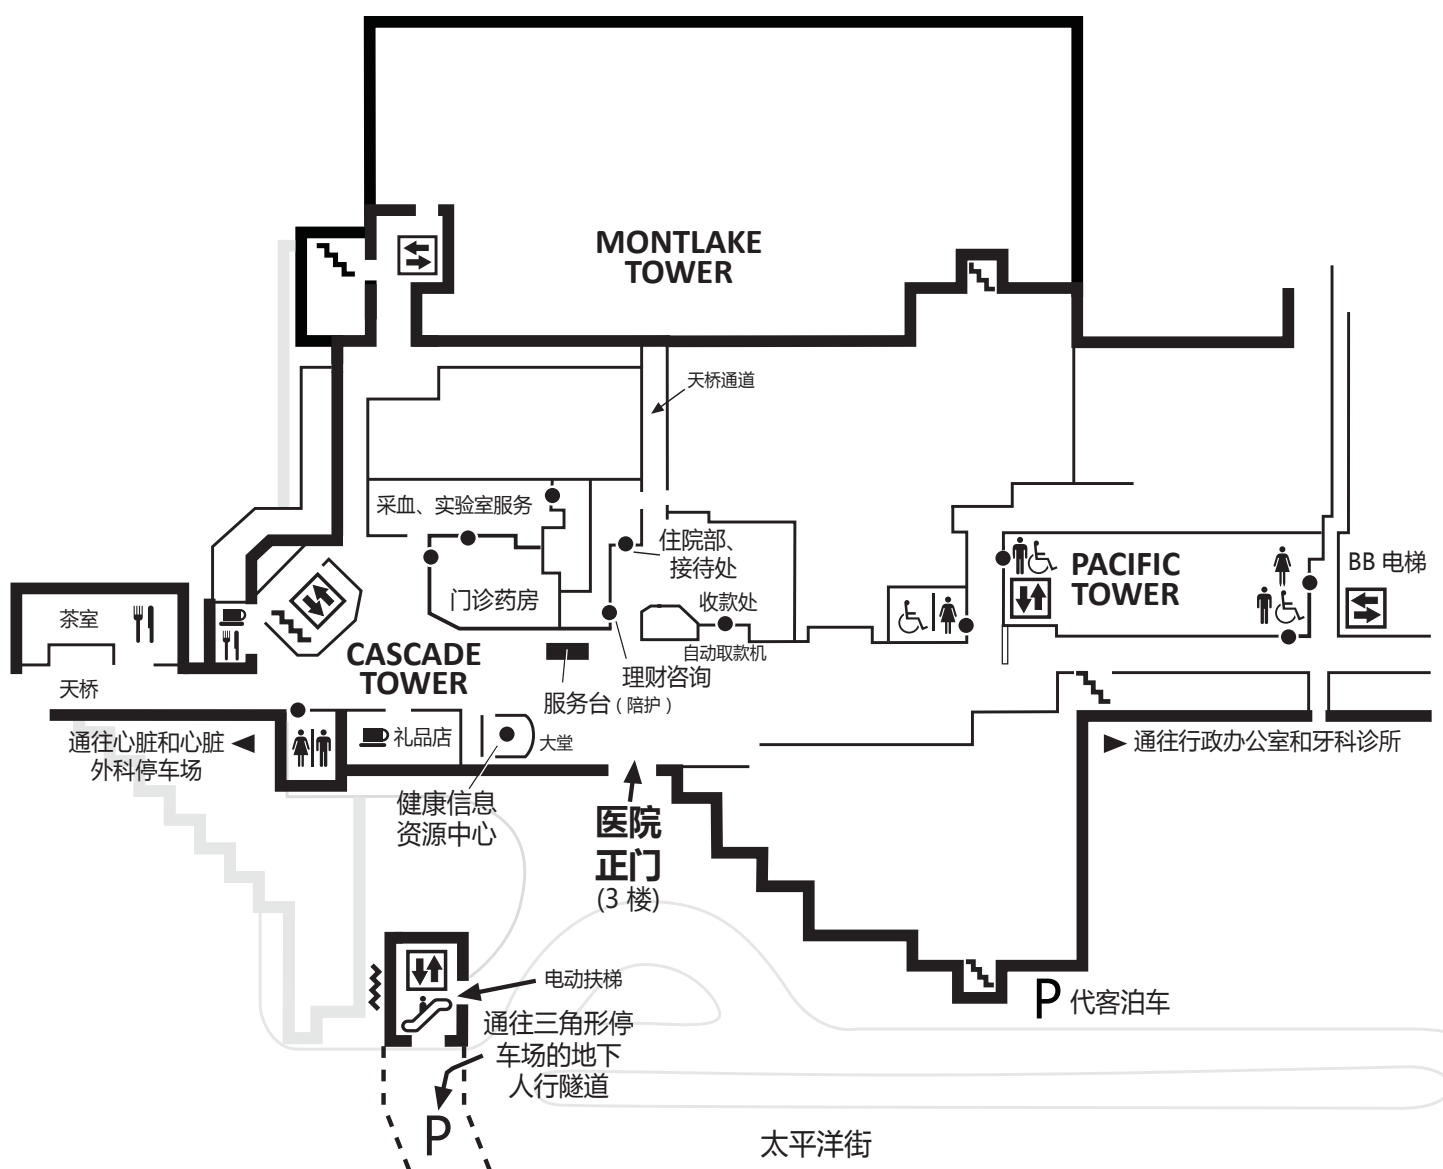 MONTLAKE
TOWER
天桥通道
采血、实验室服务
住院部、
接待处
门诊药房
收款处
自动取款机
PACIFIC
TOWER
BB 电梯
茶室
天桥
CASCADE
TOWER
理财咨询
服务台（陪护）
礼品店
大堂
通往心脏和心脏
外科停车场
通往行政办公室和牙科诊所
健康信息
资源中心
医院
正门
(3 楼)
电动扶梯
通往三角形停
车场的地下
人行隧道
P
P 代客泊车
太平洋街